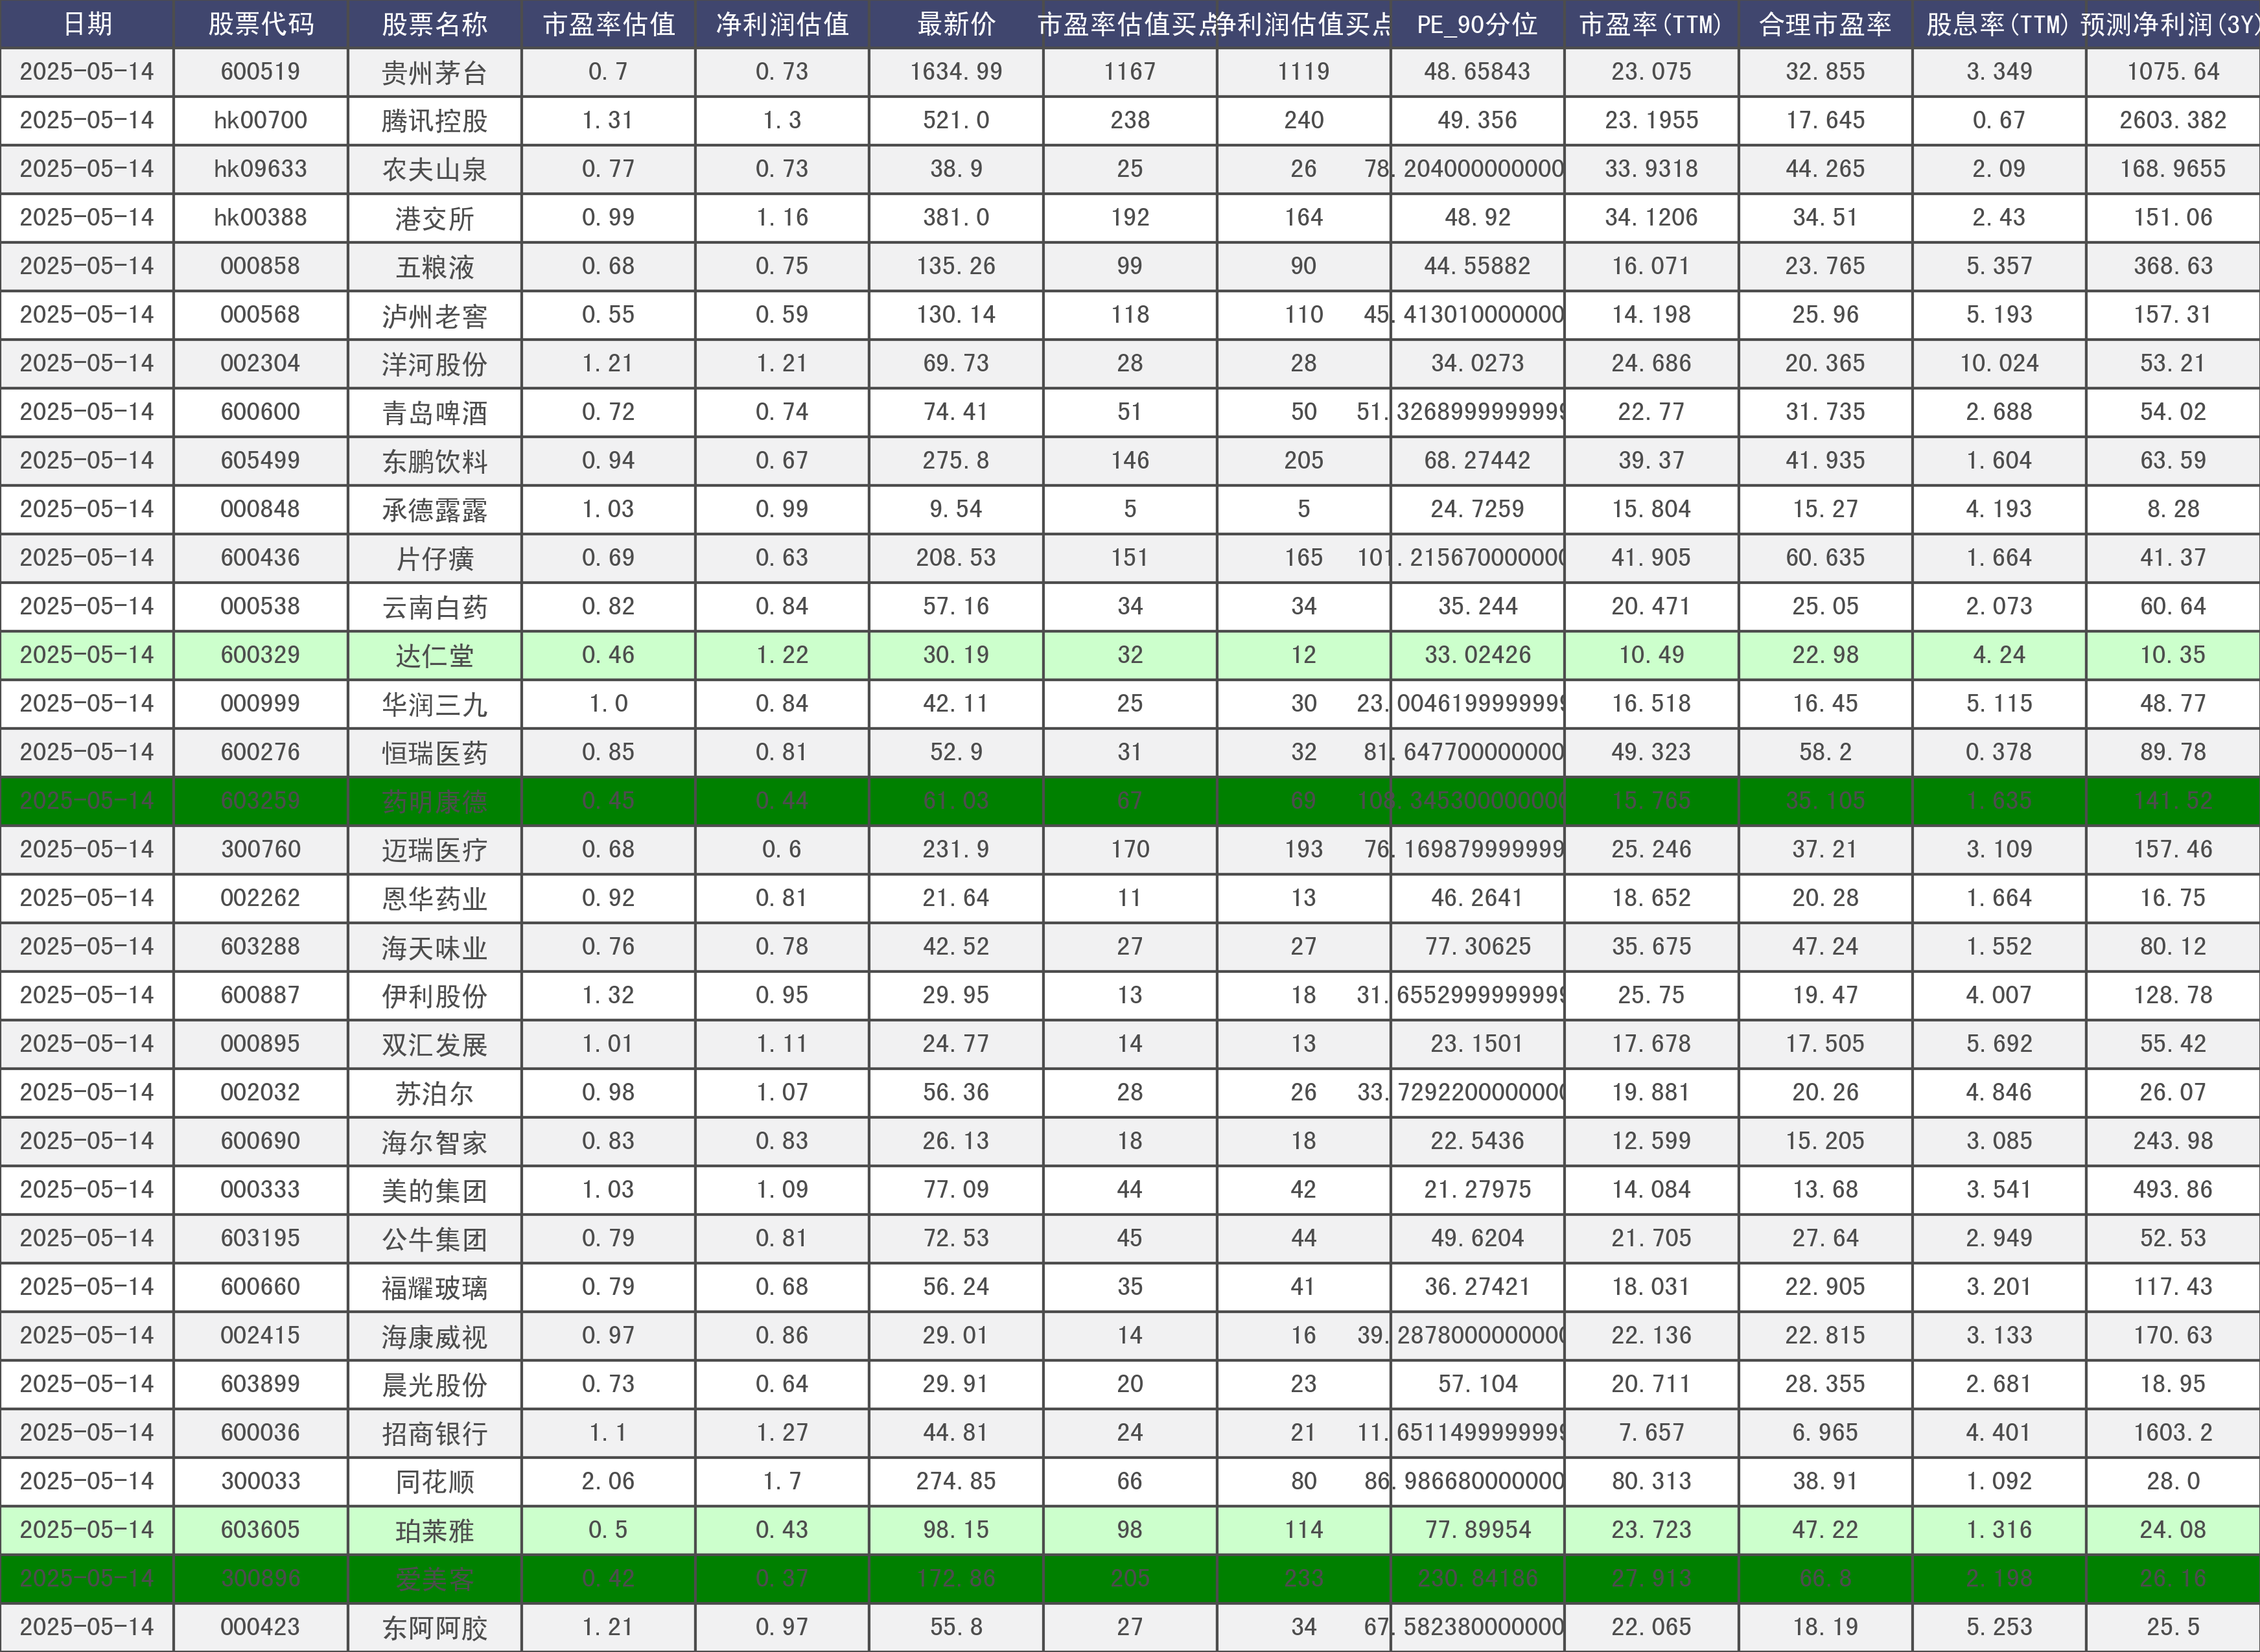 日期 股票代码 股票名称 市盈率估值 净利润估值 最新价 市盈率估值买点 净利润估值买点 PE_90分位 市盈率(TTM) 合理市盈率 股息率(TTM) 预测净利润(3Y)
2025-05-14 600519 贵州茅台 0.7 0.73 1634.99 1167 1119 48.65843 23.075 32.855 3.349 1075.64
2025-05-14 hk00700 腾讯控股 1.31 1.3 521.0 238 240 49.356 23.1955 17.645 0.67 2603.382
2025-05-14 hk09633 农夫山泉 0.77 0.73 38.9 25 26 78.204000000000 33.9318 44.265 2.09 168.9655
2025-05-14 hk00388 港交所 0.99 1.16 381.0 192 164 48.92 34.1206 34.51 2.43 151.06
2025-05-14 000858 五粮液 0.68 0.75 135.26 99 90 44.55882 16.071 23.765 5.357 368.63
2025-05-14 000568 泸州老窖 0.55 0.59 130.14 118 110 45.413010000000 14.198 25.96 5.193 157.31
2025-05-14 002304 洋河股份 1.21 1.21 69.73 28 28 34.0273 24.686 20.365 10.024 53.21
2025-05-14 600600 青岛啤酒 0.72 0.74 74.41 51 50 51.3268999999999 22.77 31.735 2.688 54.02
2025-05-14 605499 东鹏饮料 0.94 0.67 275.8 146 205 68.27442 39.37 41.935 1.604 63.59
2025-05-14 000848 承德露露 1.03 0.99 9.54 5 5 24.7259 15.804 15.27 4.193 8.28
2025-05-14 600436 片仔癀 0.69 0.63 208.53 151 165 101.215670000000 41.905 60.635 1.664 41.37
2025-05-14 000538 云南白药 0.82 0.84 57.16 34 34 35.244 20.471 25.05 2.073 60.64
2025-05-14 600329 达仁堂 0.46 1.22 30.19 32 12 33.02426 10.49 22.98 4.24 10.35
2025-05-14 000999 华润三九 1.0 0.84 42.11 25 30 23.0046199999999 16.518 16.45 5.115 48.77
2025-05-14 600276 恒瑞医药 0.85 0.81 52.9 31 32 81.647700000000 49.323 58.2 0.378 89.78
2025-05-14 603259 药明康德 0.45 0.44 61.03 67 69 108.345300000000 15.765 35.105 1.635 141.52
2025-05-14 300760 迈瑞医疗 0.68 0.6 231.9 170 193 76.169879999999 25.246 37.21 3.109 157.46
2025-05-14 002262 恩华药业 0.92 0.81 21.64 11 13 46.2641 18.652 20.28 1.664 16.75
2025-05-14 603288 海天味业 0.76 0.78 42.52 27 27 77.30625 35.675 47.24 1.552 80.12
2025-05-14 600887 伊利股份 1.32 0.95 29.95 13 18 31.6552999999999 25.75 19.47 4.007 128.78
2025-05-14 000895 双汇发展 1.01 1.11 24.77 14 13 23.1501 17.678 17.505 5.692 55.42
2025-05-14 002032 苏泊尔 0.98 1.07 56.36 28 26 33.7292200000000 19.881 20.26 4.846 26.07
2025-05-14 600690 海尔智家 0.83 0.83 26.13 18 18 22.5436 12.599 15.205 3.085 243.98
2025-05-14 000333 美的集团 1.03 1.09 77.09 44 42 21.27975 14.084 13.68 3.541 493.86
2025-05-14 603195 公牛集团 0.79 0.81 72.53 45 44 49.6204 21.705 27.64 2.949 52.53
2025-05-14 600660 福耀玻璃 0.79 0.68 56.24 35 41 36.27421 18.031 22.905 3.201 117.43
2025-05-14 002415 海康威视 0.97 0.86 29.01 14 16 39.2878000000000 22.136 22.815 3.133 170.63
2025-05-14 603899 晨光股份 0.73 0.64 29.91 20 23 57.104 20.711 28.355 2.681 18.95
2025-05-14 600036 招商银行 1.1 1.27 44.81 24 21 11.6511499999999 7.657 6.965 4.401 1603.2
2025-05-14 300033 同花顺 2.06 1.7 274.85 66 80 86.986680000000 80.313 38.91 1.092 28.0
2025-05-14 603605 珀莱雅 0.5 0.43 98.15 98 114 77.89954 23.723 47.22 1.316 24.08
2025-05-14 300896 爱美客 0.42 0.37 172.66 205 233 230.84186 27.913 66.8 2.198 26.16
2025-05-14 000423 东阿阿胶 1.21 0.97 55.8 27 34 67.582380000000 22.065 18.19 5.253 25.5